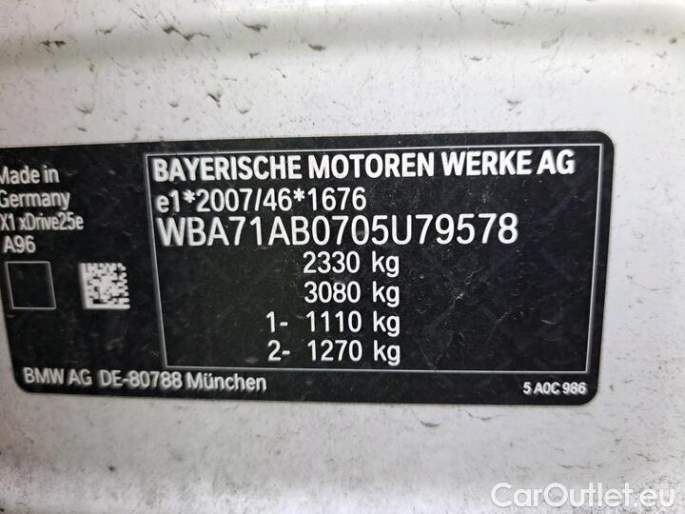 Made in
Germany
X1 xDrive25e
A96
BAYERISCHE MOTOREN WERKE AG
e1*2007/46*1676
WBA71AB0705U79578
2330 kg
3080 kg
1- 1110 kg
2- 1270 kg
BMW AG DE-80788 München
5 A0C 986
CarOutlet.eu